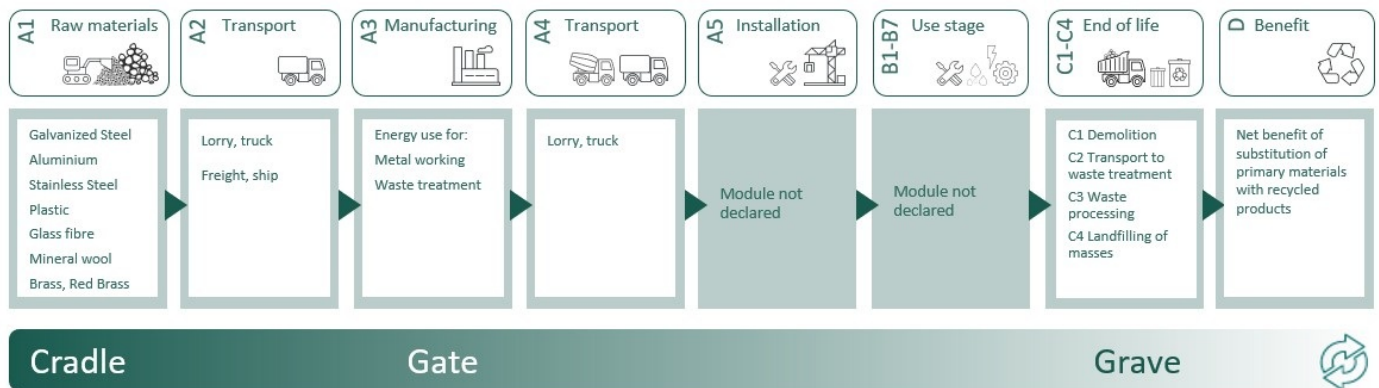 A1 Raw materials
A2 Transport
A3 Manufacturing
A4 Transport
A5 Installation
B1-B7 Use stage
C1-C4 End of life
D Benefit
Galvanized Steel
Aluminium
Stainless Steel
Plastic
Glass fibre
Mineral wool
Brass, Red Brass
Lorry, truck
Freight, ship
Energy use for:
Metal working
Waste treatment
Lorry, truck
Module not
declared
Module not
declared
C1 Demolition
C2 Transport to
waste treatment
C3 Waste
processing
C4 Landfilling of
masses
Net benefit of
substitution of
primary materials
with recycled
products
Cradle
Gate
Grave